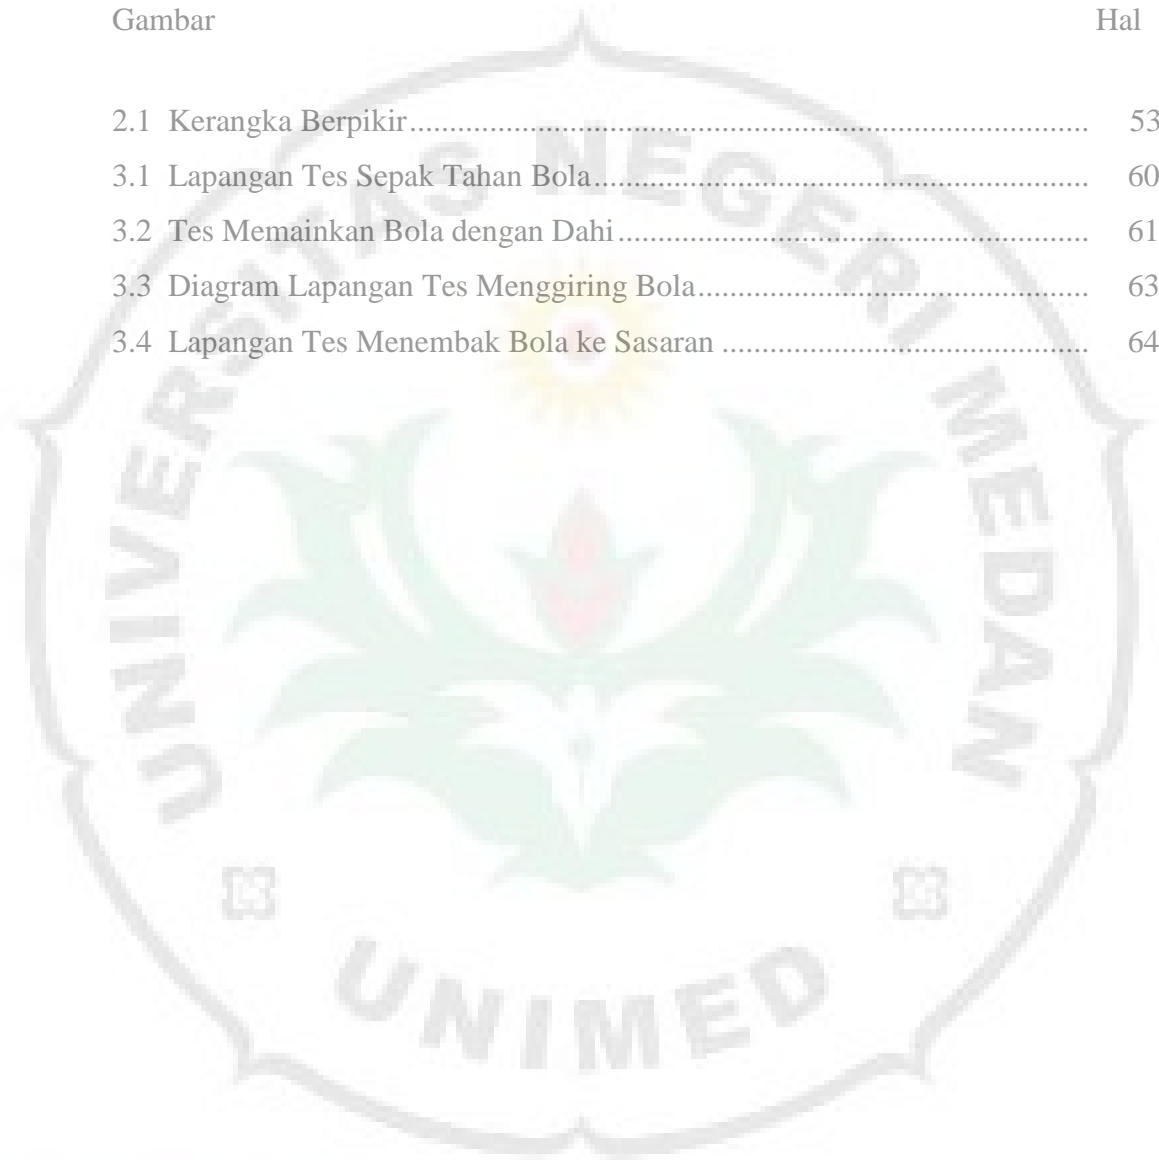 Gambar Hal
2.1 Kerangka Berpikir..................................................................................... 53
3.1 Lapangan Tes Sepak Tahan Bola.............................................................. 60
3.2 Tes Memainkan Bola dengan Dahi........................................................... 61
3.3 Diagram Lapangan Tes Menggiring Bola................................................. 63
3.4 Lapangan Tes Menembak Bola ke Sasaran .............................................. 64
UNIVERSITAS NEGERI MEDAN
UNIMED